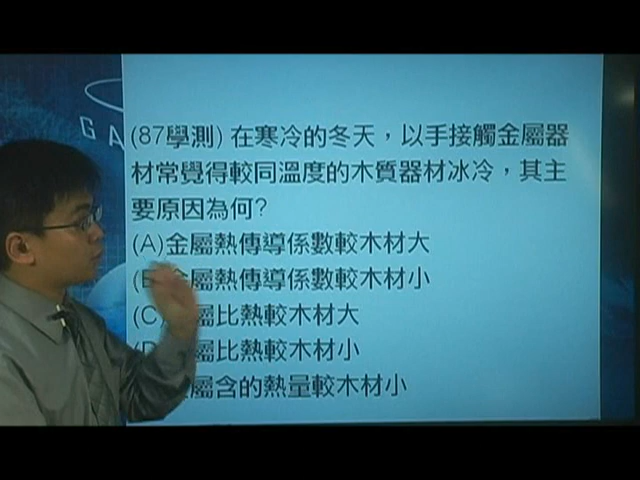 GA
(87學測) 在寒冷的冬天，以手接觸金屬器
材常覺得較同溫度的木質器材冰冷，其主
要原因為何?
(A)金屬熱傳導係數較木材大
(B)金屬熱傳導係數較木材小
(C)金屬比熱較木材大
(D)金屬比熱較木材小
屬含的熱量較木材小